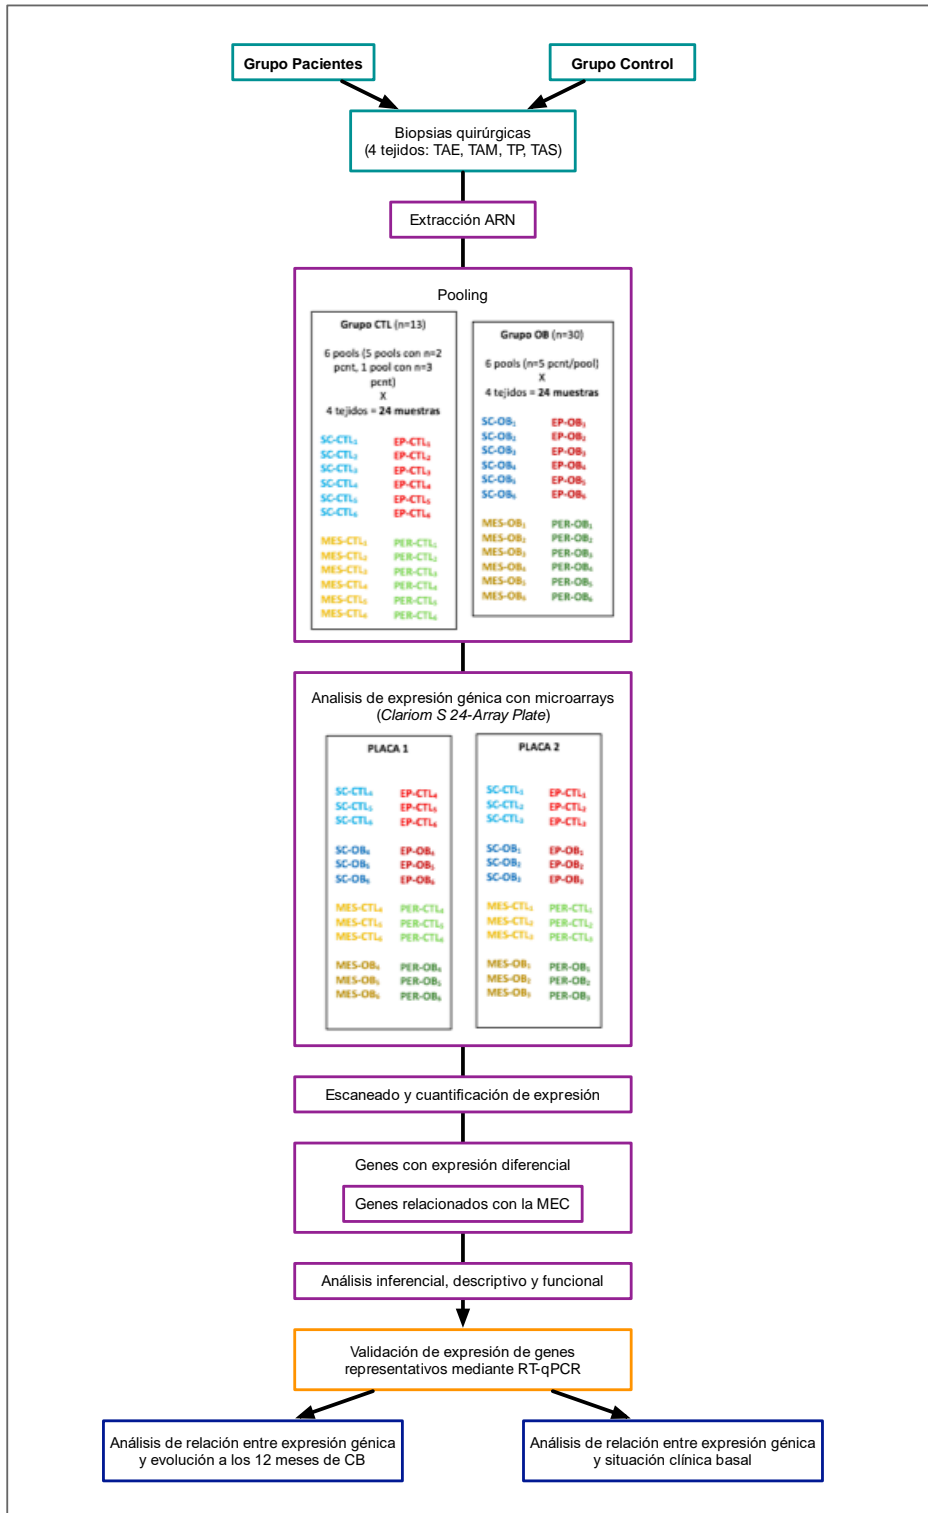 Grupo Pacientes
Grupo Control
Biopsias quirúrgicas
(4 tejidos: TAE, TAM, TP, TAS)
Extracción ARN
Pooling
Grupo CTL (n=13)
6 pools (5 pools con n=2
pcnt, 1 pool con n=3
pcnt)
X
4 tejidos = 24 muestras
SC-CTL₁ EP-CTL₁
SC-CTL₂ EP-CTL₂
SC-CTL₃ EP-CTL₃
SC-CTL₄ EP-CTL₄
SC-CTL₅ EP-CTL₅
SC-CTL₆ EP-CTL₆
MES-CTL₁ PER-CTL₁
MES-CTL₂ PER-CTL₂
MES-CTL₃ PER-CTL₃
MES-CTL₄ PER-CTL₄
MES-CTL₅ PER-CTL₅
MES-CTL₆ PER-CTL₆
Grupo OB (n=30)
6 pools (n=5 pcnt/pool)
X
4 tejidos = 24 muestras
SC-OB₁ EP-OB₁
SC-OB₂ EP-OB₂
SC-OB₃ EP-OB₃
SC-OB₄ EP-OB₄
SC-OB₅ EP-OB₅
SC-OB₆ EP-OB₆
MES-OB₁ PER-OB₁
MES-OB₂ PER-OB₂
MES-OB₃ PER-OB₃
MES-OB₄ PER-OB₄
MES-OB₅ PER-OB₅
MES-OB₆ PER-OB₆
Analisis de expresión génica con microarrays
(Clariom S 24-Array Plate)
PLACA 1
SC-CTL₄ EP-CTL₄
SC-CTL₅ EP-CTL₅
SC-CTL₆ EP-CTL₆
SC-OB₄ EP-OB₄
SC-OB₅ EP-OB₅
SC-OB₆ EP-OB₆
MES-CTL₄ PER-CTL₄
MES-CTL₅ PER-CTL₅
MES-CTL₆ PER-CTL₆
MES-OB₄ PER-OB₄
MES-OB₅ PER-OB₅
MES-OB₆ PER-OB₆
PLACA 2
SC-CTL₁ EP-CTL₁
SC-CTL₂ EP-CTL₂
SC-CTL₃ EP-CTL₃
SC-OB₁ EP-OB₁
SC-OB₂ EP-OB₂
SC-OB₃ EP-OB₃
MES-CTL₁ PER-CTL₁
MES-CTL₂ PER-CTL₂
MES-CTL₃ PER-CTL₃
MES-OB₁ PER-OB₁
MES-OB₂ PER-OB₂
MES-OB₃ PER-OB₃
Escaneado y cuantificación de expresión
Genes con expresión diferencial
Genes relacionados con la MEC
Análisis inferencial, descriptivo y funcional
Validación de expresión de genes
representativos mediante RT-qPCR
Análisis de relación entre expresión génica
y evolución a los 12 meses de CB
Análisis de relación entre expresión génica
y situación clínica basal